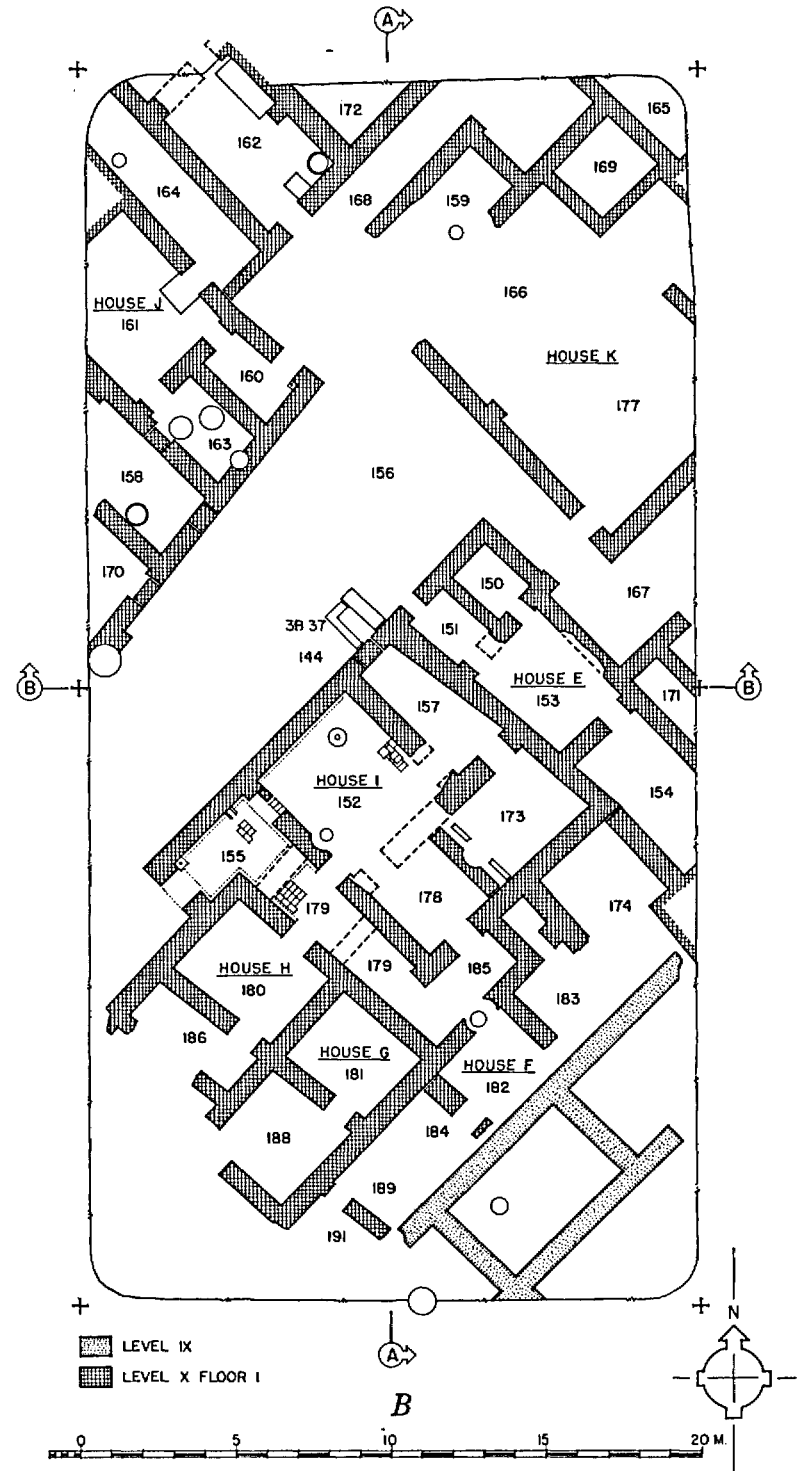 A
172
165
162
169
164
168
159
166
HOUSE J
161
HOUSE K
160
177
163
158
156
170
150
167
3B 37
151
144
HOUSE E
153
171
B
B
157
154
HOUSE I
152
173
155
178
174
179
179
185
HOUSE H
180
183
186
HOUSE G
181
HOUSE F
182
184
188
189
191
N
LEVEL IX
LEVEL X FLOOR 1
A
B
0 5 10 15 20 M.